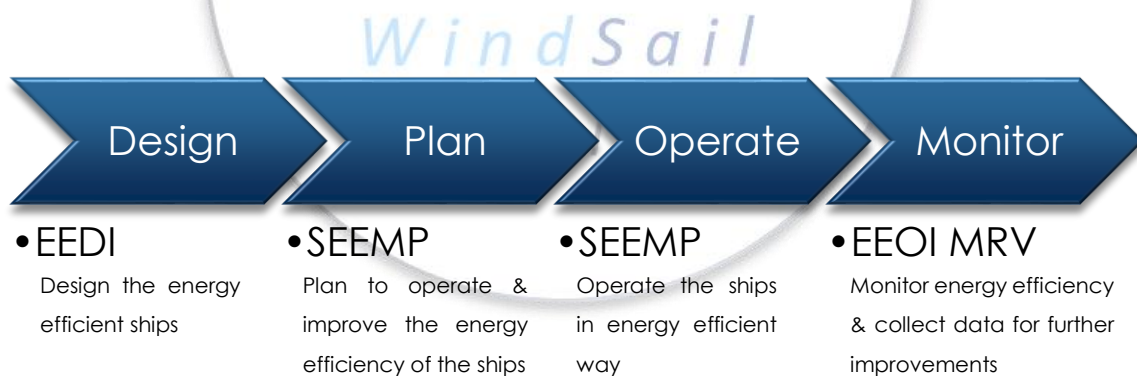 WindSail
Design
Plan
Operate
Monitor
•EEDI
Design the energy
efficient ships
•SEEMP
Plan to operate &
improve the energy
efficiency of the ships
•SEEMP
Operate the ships
in energy efficient
way
•EEOI MRV
Monitor energy efficiency
& collect data for further
improvements